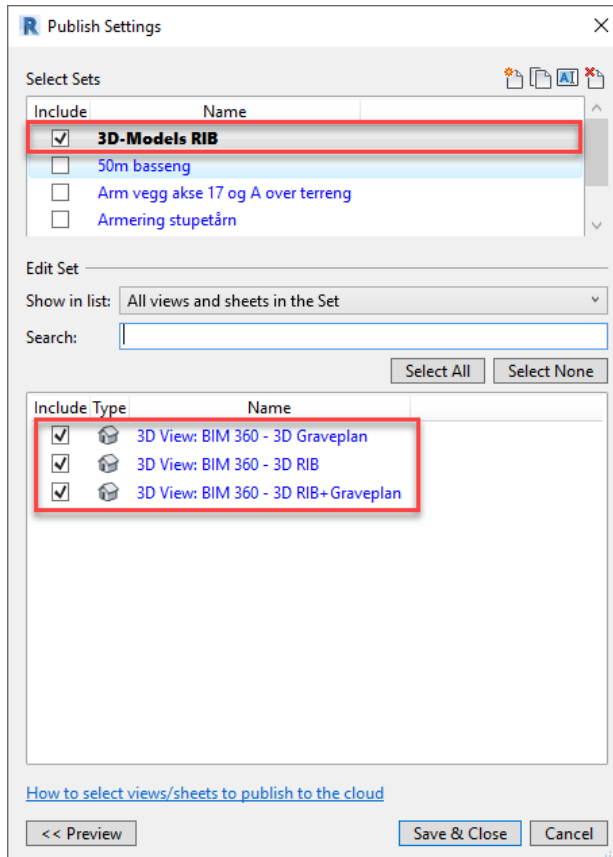 Publish Settings
Select Sets
Include Name
3D-Models RIB
50m basseng
Arm vegg akse 17 og A over terreng
Armering stupetårn
Edit Set
Show in list: All views and sheets in the Set
Search:
Select All Select None
Include Type Name
3D View: BIM 360 - 3D Graveplan
3D View: BIM 360 - 3D RIB
3D View: BIM 360 - 3D RIB+Graveplan
How to select views/sheets to publish to the cloud
<< Preview Save & Close Cancel